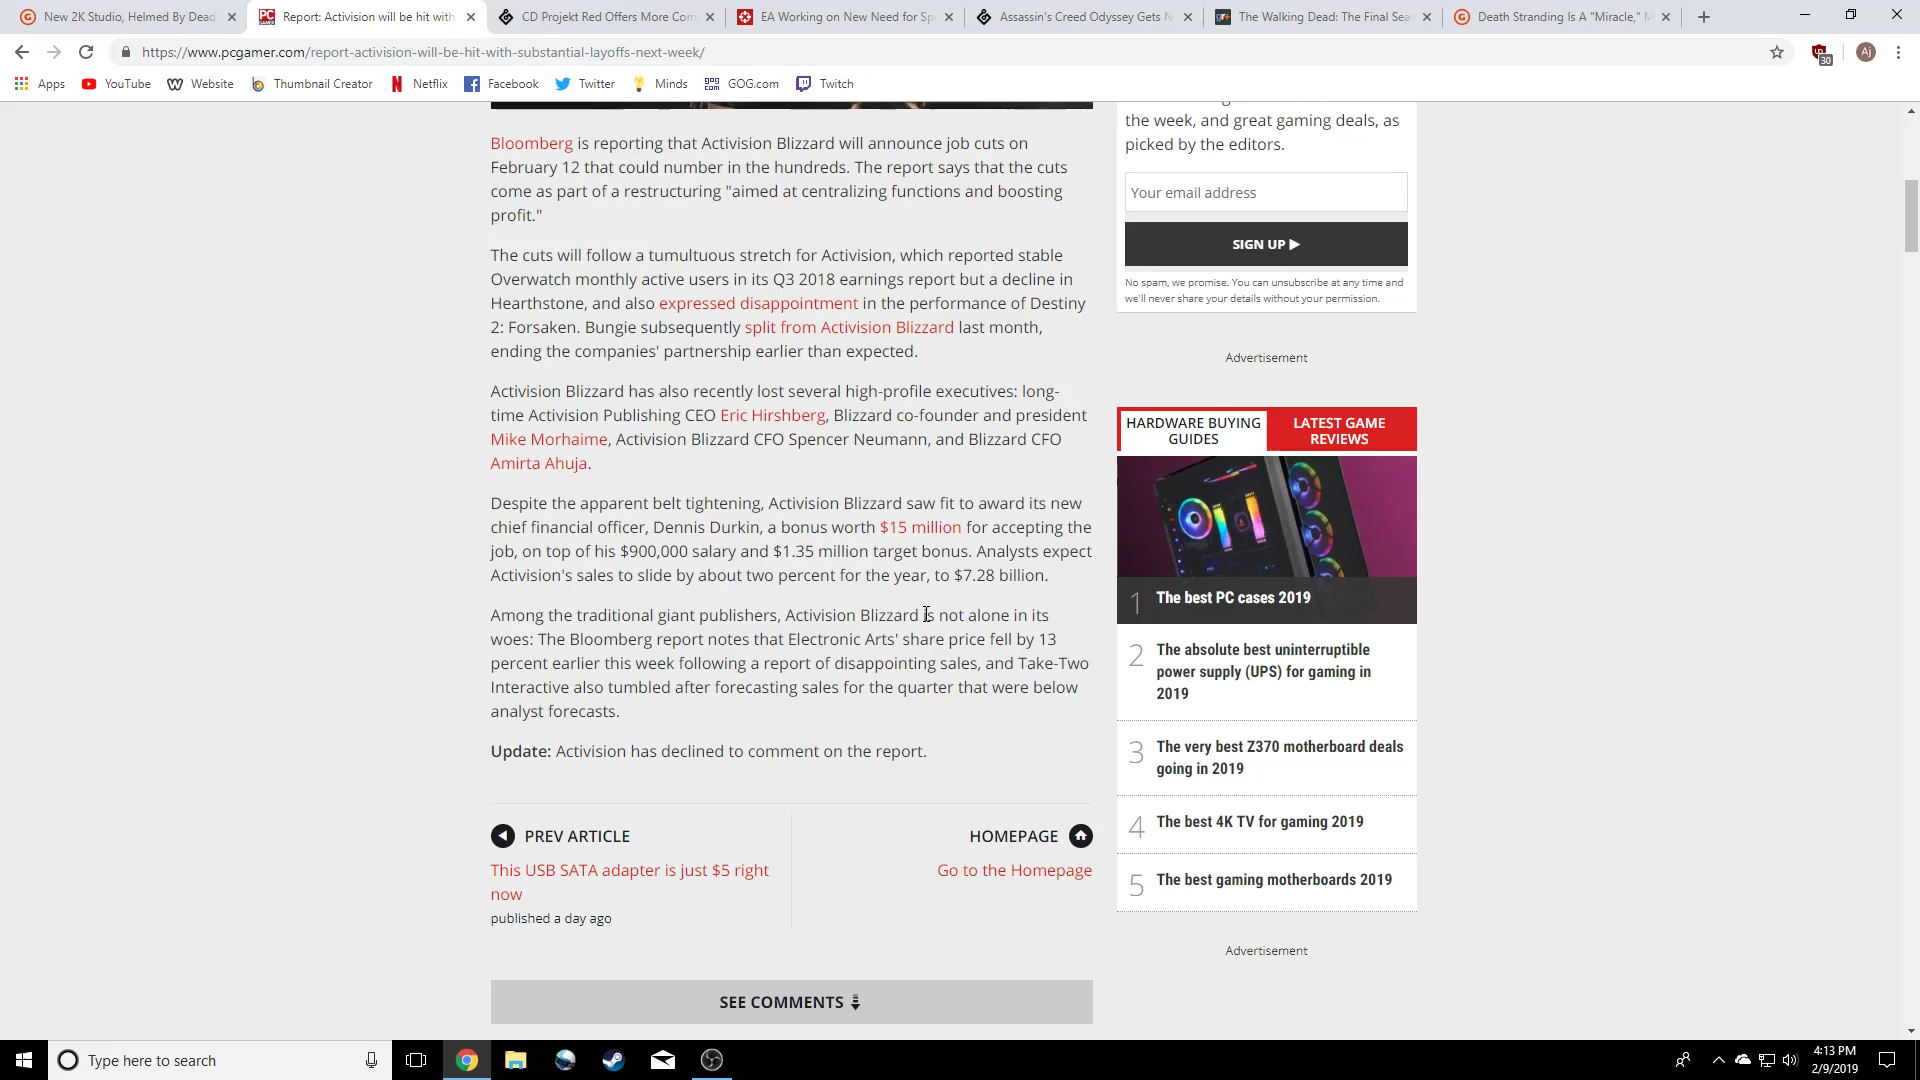 New 2K Studio, Helmed By Dead
Report: Activision will be hit with
CD Projekt Red Offers More Com
EA Working on New Need for Sp
Assassin's Creed Odyssey Gets N
The Walking Dead: The Final Sea
Death Stranding Is A "Miracle," M
https://www.pcgamer.com/report-activision-will-be-hit-with-substantial-layoffs-next-week/
30
Aj
Apps
YouTube
Website
Thumbnail Creator
Netflix
Facebook
Twitter
Minds
GOG.com
Twitch
Bloomberg is reporting that Activision Blizzard will announce job cuts on
February 12 that could number in the hundreds. The report says that the cuts
come as part of a restructuring "aimed at centralizing functions and boosting
profit."
The cuts will follow a tumultuous stretch for Activision, which reported stable
Overwatch monthly active users in its Q3 2018 earnings report but a decline in
Hearthstone, and also expressed disappointment in the performance of Destiny
2: Forsaken. Bungie subsequently split from Activision Blizzard last month,
ending the companies' partnership earlier than expected.
Activision Blizzard has also recently lost several high-profile executives: long-
time Activision Publishing CEO Eric Hirshberg, Blizzard co-founder and president
Mike Morhaime, Activision Blizzard CFO Spencer Neumann, and Blizzard CFO
Amirta Ahuja.
Despite the apparent belt tightening, Activision Blizzard saw fit to award its new
chief financial officer, Dennis Durkin, a bonus worth $15 million for accepting the
job, on top of his $900,000 salary and $1.35 million target bonus. Analysts expect
Activision's sales to slide by about two percent for the year, to $7.28 billion.
Among the traditional giant publishers, Activision Blizzard is not alone in its
woes: The Bloomberg report notes that Electronic Arts' share price fell by 13
percent earlier this week following a report of disappointing sales, and Take-Two
Interactive also tumbled after forecasting sales for the quarter that were below
analyst forecasts.
Update: Activision has declined to comment on the report.
PREV ARTICLE
This USB SATA adapter is just $5 right
now
published a day ago
HOMEPAGE
Go to the Homepage
SEE COMMENTS
the week, and great gaming deals, as
picked by the editors.
Your email address
SIGN UP
No spam, we promise. You can unsubscribe at any time and
we'll never share your details without your permission.
Advertisement
HARDWARE BUYING
GUIDES
LATEST GAME
REVIEWS
1 The best PC cases 2019
2 The absolute best uninterruptible
power supply (UPS) for gaming in
2019
3 The very best Z370 motherboard deals
going in 2019
4 The best 4K TV for gaming 2019
5 The best gaming motherboards 2019
Advertisement
Type here to search
4:13 PM
2/9/2019